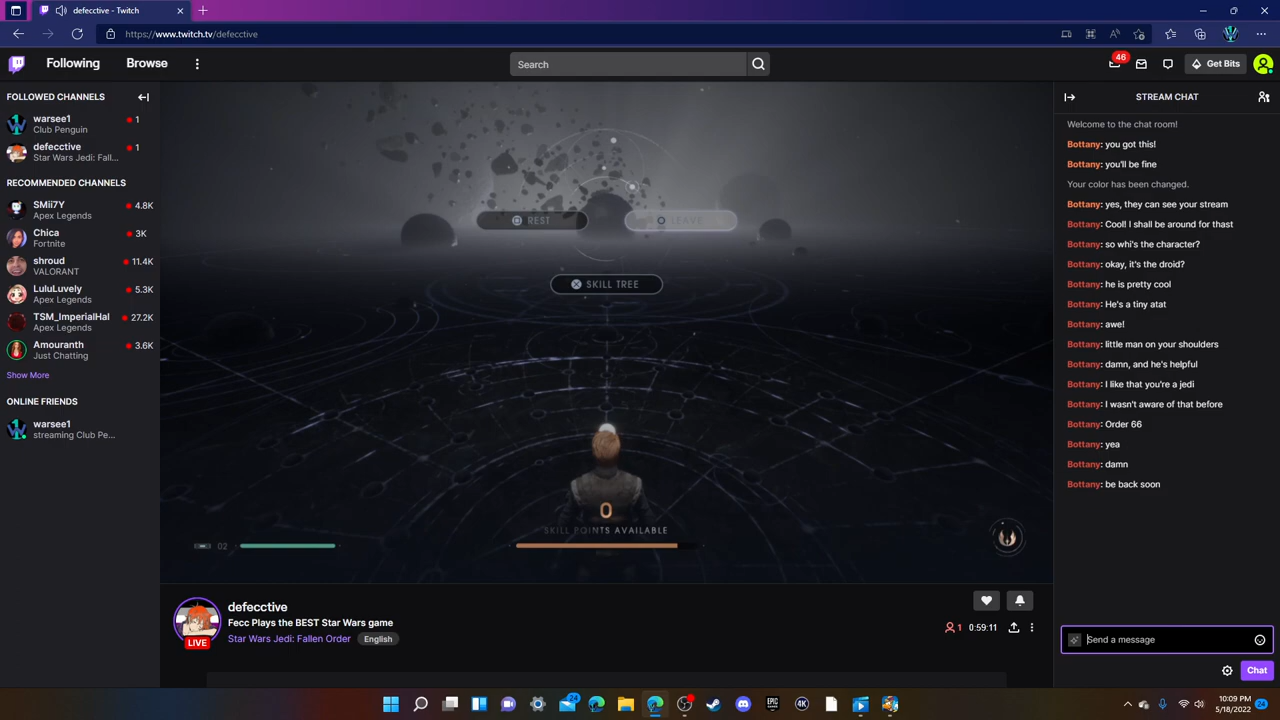 defecctive - Twitch
https://www.twitch.tv/defecctive
Following
Browse
Search
46
Get Bits
FOLLOWED CHANNELS
warsee1
Club Penguin
1
defecctive
Star Wars Jedi: Fall...
1
RECOMMENDED CHANNELS
SMii7Y
Apex Legends
4.8K
Chica
Fortnite
3K
shroud
VALORANT
11.4K
LuluLuvely
Apex Legends
5.3K
TSM_ImperialHal
Apex Legends
27.2K
Amouranth
Just Chatting
3.6K
Show More
ONLINE FRIENDS
warsee1
streaming Club Pe...
REST
LEAVE
SKILL TREE
0
SKILL POINTS AVAILABLE
02
LIVE
defecctive
Fecc Plays the BEST Star Wars game
Star Wars Jedi: Fallen Order
English
1
0:59:11
STREAM CHAT
Welcome to the chat room!
Bottany: you got this!
Bottany: you'll be fine
Your color has been changed.
Bottany: yes, they can see your stream
Bottany: Cool! I shall be around for thast
Bottany: so whi's the character?
Bottany: okay, it's the droid?
Bottany: he is pretty cool
Bottany: He's a tiny atat
Bottany: awe!
Bottany: little man on your shoulders
Bottany: damn, and he's helpful
Bottany: I like that you're a jedi
Bottany: I wasn't aware of that before
Bottany: Order 66
Bottany: yea
Bottany: damn
Bottany: be back soon
Send a message
Chat
24
EPIC GAMES
4K
10:09 PM
5/18/2022
24